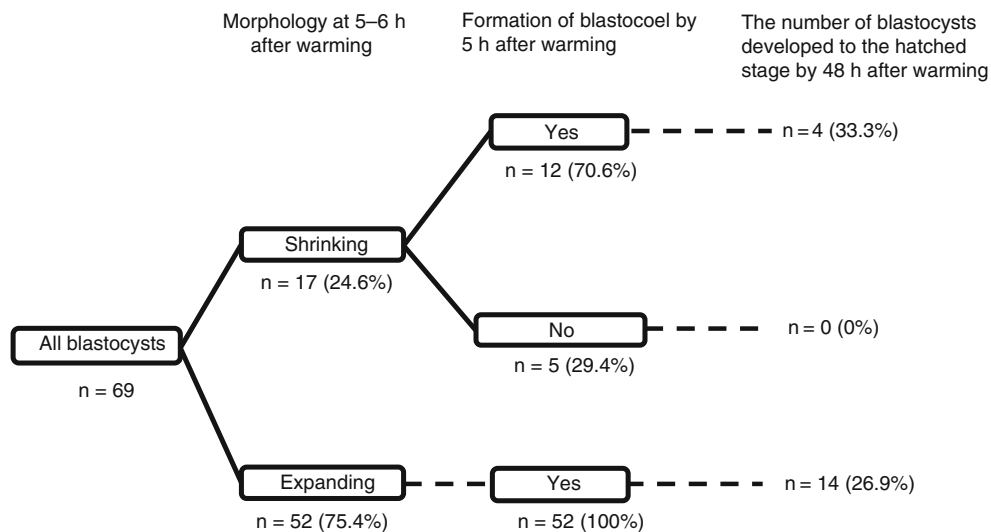 Morphology at 5–6 h
after warming
Formation of blastocoel by
5 h after warming
The number of blastocysts
developed to the hatched
stage by 48 h after warming
Yes
n = 4 (33.3%)
n = 12 (70.6%)
Shrinking
n = 17 (24.6%)
No
n = 0 (0%)
n = 5 (29.4%)
All blastocysts
n = 69
Expanding
Yes
n = 14 (26.9%)
n = 52 (75.4%)
n = 52 (100%)